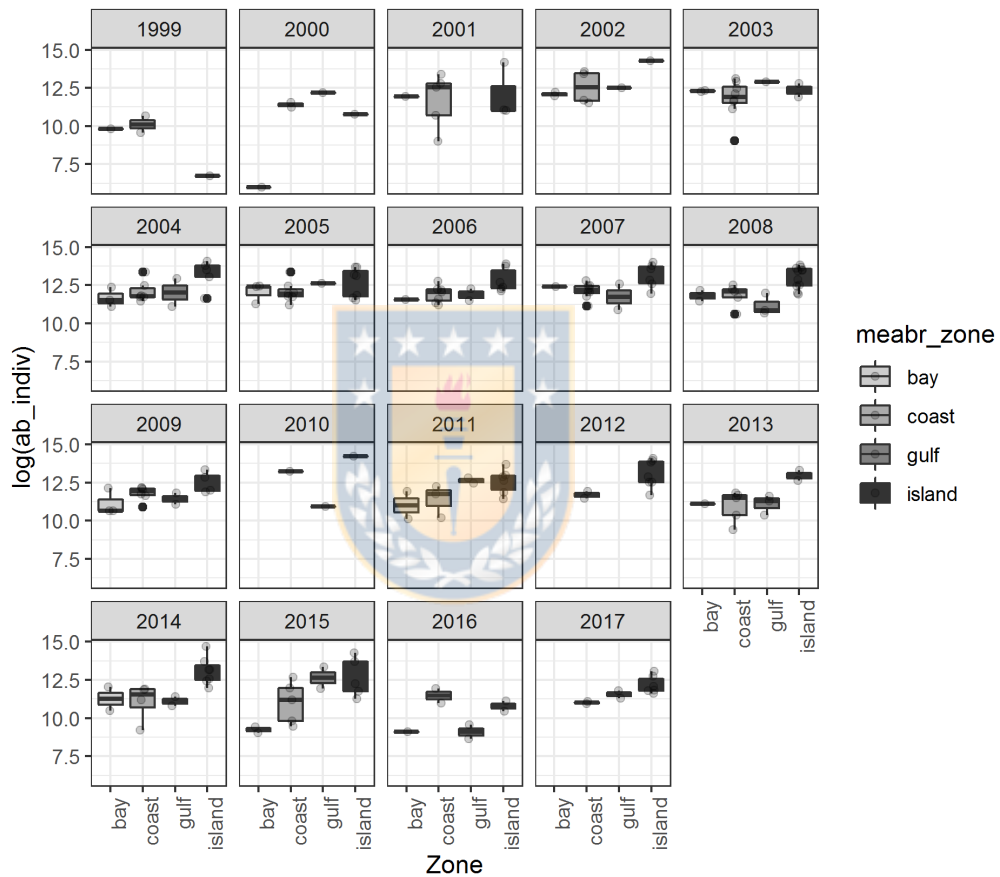 1999 2000 2001 2002 2003
15.0
12.5
10.0
7.5
2004 2005 2006 2007 2008
15.0
12.5
10.0
7.5
2009 2010 2011 2012 2013
15.0
12.5
10.0
7.5
bay coast gulf island
2014 2015 2016 2017
15.0
12.5
10.0
7.5
bay coast gulf island bay coast gulf island bay coast gulf island bay coast gulf island
Zone
log(ab_indiv)
meabr_zone
bay
coast
gulf
island